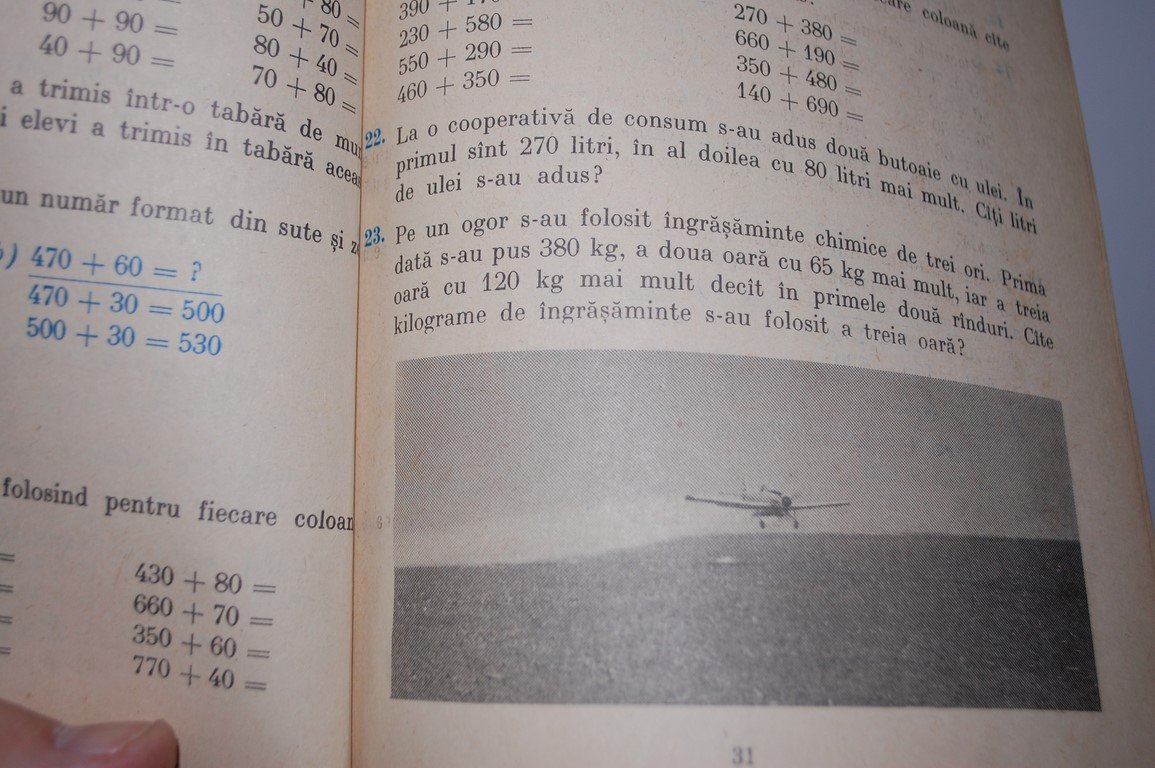 + 80 =
90 + 90 =
50 + 70 =
40 + 90 =
80 + 40 =
70 + 80 =
a trimis într-o tabără de
i elevi a trimis în tabără
un număr format din sute și
) 470 + 60 = ?
470 + 30 = 500
500 + 30 = 530
folosind pentru fiecare
=
430 + 80 =
=
660 + 70 =
=
350 + 60 =
=
770 + 40 =
coloană cîte
390 +
270 + 380 =
230 + 580 =
660 + 190 =
550 + 290 =
350 + 480 =
460 + 350 =
140 + 690 =
22. La o cooperativă de consum s-au adus două butoaie cu ulei. În
primul sînt 270 litri, în al doilea cu 80 litri mai mult. Cîți litri
de ulei s-au adus?
23. Pe un ogor s-au folosit îngrășăminte chimice de trei ori. Prima
dată s-au pus 380 kg, a doua oară cu 65 kg mai mult, iar a treia
oară cu 120 kg mai mult decît în primele două rînduri. Cîte
kilograme de îngrășăminte s-au folosit a treia oară?
31